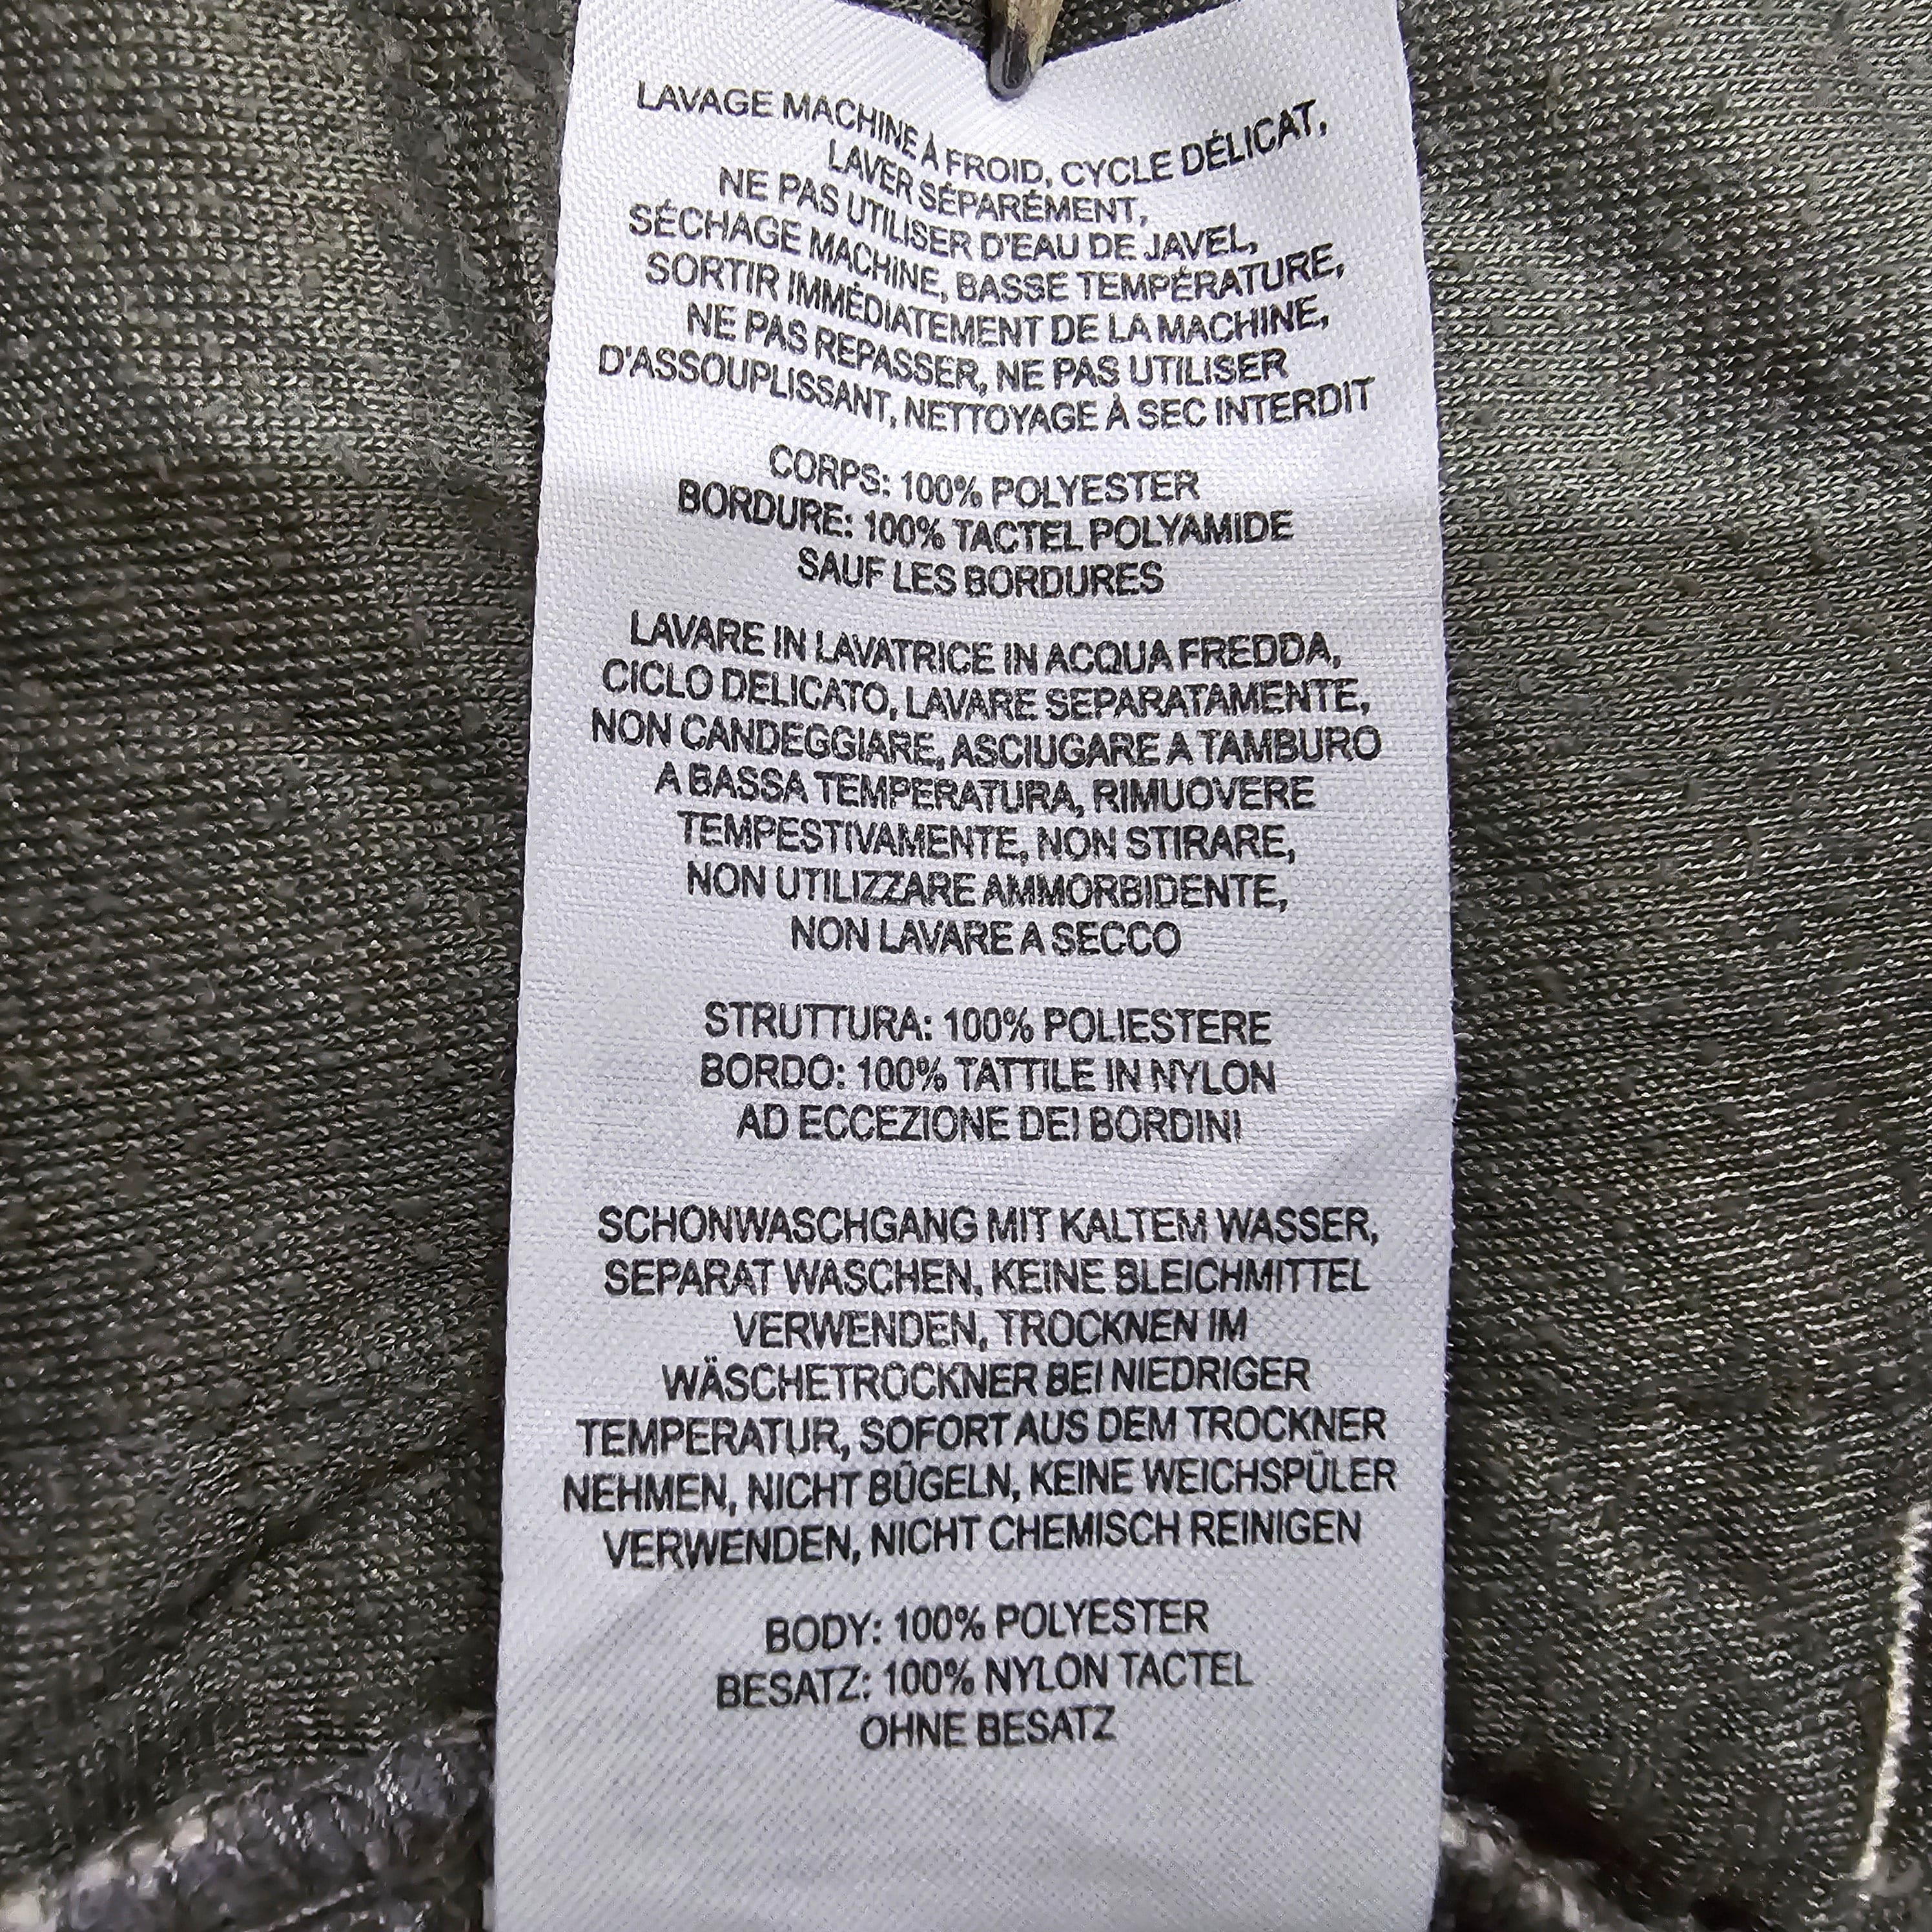 LAVAGE MACHINE À FROID, CYCLE DÉLICAT,
LAVER SÉPARÉMENT,
NE PAS UTILISER D'EAU DE JAVEL,
SÉCHAGE MACHINE, BASSE TEMPÉRATURE,
SORTIR IMMÉDIATEMENT DE LA MACHINE,
NE PAS REPASSER, NE PAS UTILISER
D'ASSOUPLISSANT, NETTOYAGE À SEC INTERDIT
CORPS: 100% POLYESTER
BORDURE: 100% TACTEL POLYAMIDE
SAUF LES BORDURES
LAVARE IN LAVATRICE IN ACQUA FREDDA,
CICLO DELICATO, LAVARE SEPARATAMENTE,
NON CANDEGGIARE, ASCIUGARE A TAMBURO
A BASSA TEMPERATURA, RIMUOVERE
TEMPESTIVAMENTE, NON STIRARE,
NON UTILIZZARE AMMORBIDENTE,
NON LAVARE A SECCO
STRUTTURA: 100% POLIESTERE
BORDO: 100% TATTILE IN NYLON
AD ECCEZIONE DEI BORDINI
SCHONWASCHGANG MIT KALTEM WASSER,
SEPARAT WASCHEN, KEINE BLEICHMITTEL
VERWENDEN, TROCKNEN IM
WÄSCHETROCKNER BEI NIEDRIGER
TEMPERATUR, SOFORT AUS DEM TROCKNER
NEHMEN, NICHT BÜGELN, KEINE WEICHSPÜLER
VERWENDEN, NICHT CHEMISCH REINIGEN
BODY: 100% POLYESTER
BESATZ: 100% NYLON TACTEL
OHNE BESATZ